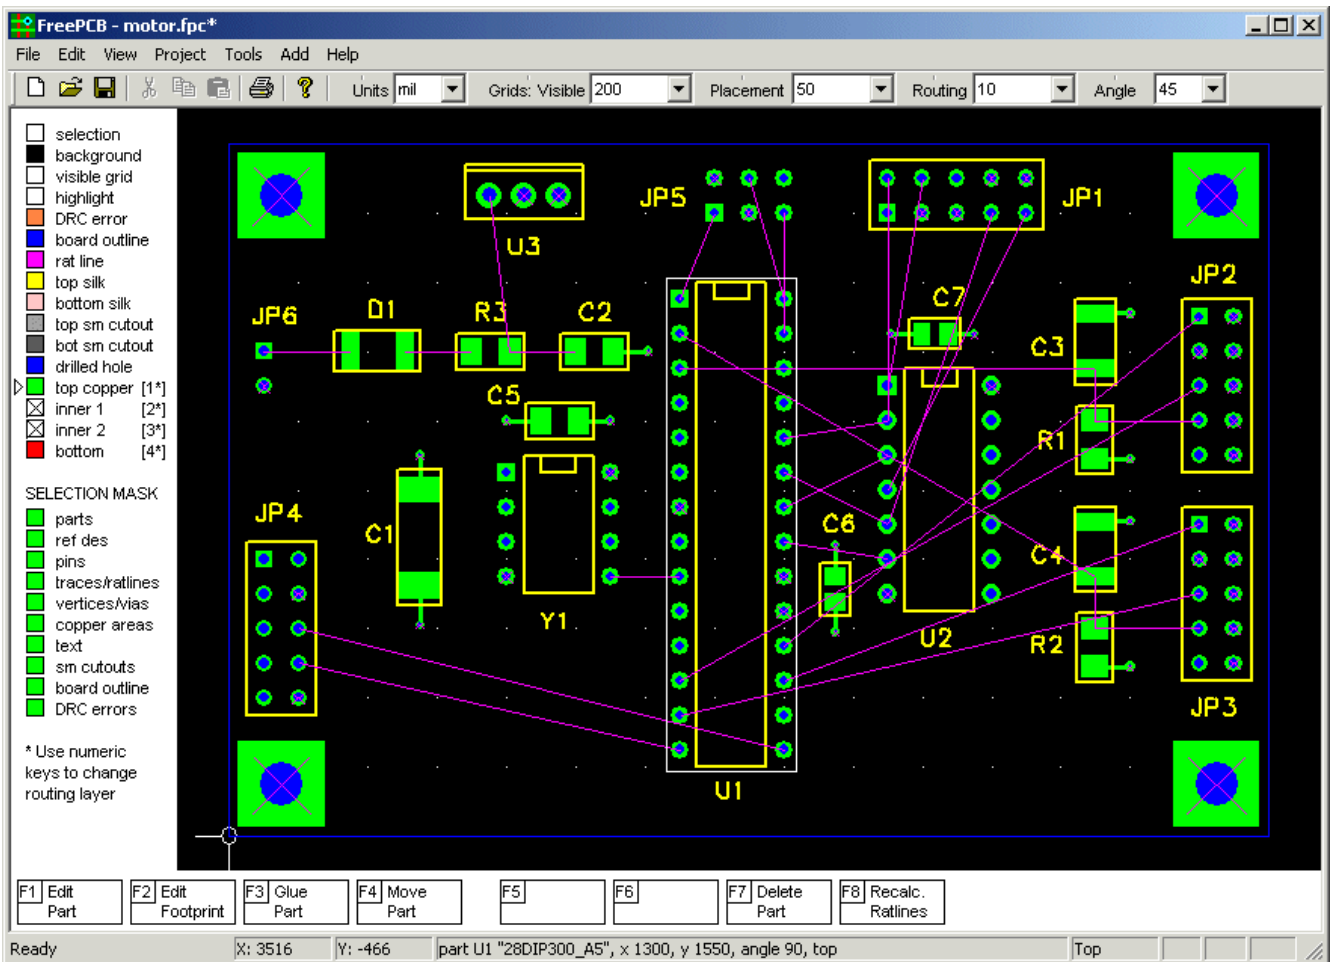 FreePCB - motor.fpc*
File Edit View Project Tools Add Help
Units mil Grids: Visible 200 Placement 50 Routing 10 Angle 45
selection
background
visible grid
highlight
DRC error
board outline
rat line
top silk
bottom silk
top sm cutout
bot sm cutout
drilled hole
top copper [1*]
inner 1 [2*]
inner 2 [3*]
bottom [4*]
SELECTION MASK
parts
ref des
pins
traces/ratlines
vertices/vias
copper areas
text
sm cutouts
board outline
DRC errors
* Use numeric
keys to change
routing layer
JP5
JP1
U3
JP2
JP6
D1
R3
C2
C7
C3
C5
R1
JP4
C1
C6
C4
Y1
U2
R2
JP3
U1
F1 Edit Part
F2 Edit Footprint
F3 Glue Part
F4 Move Part
F5
F6
F7 Delete Part
F8 Recalc. Ratlines
Ready X: 3516 Y: -466 part U1 "28DIP300_A5", x 1300, y 1550, angle 90, top Top